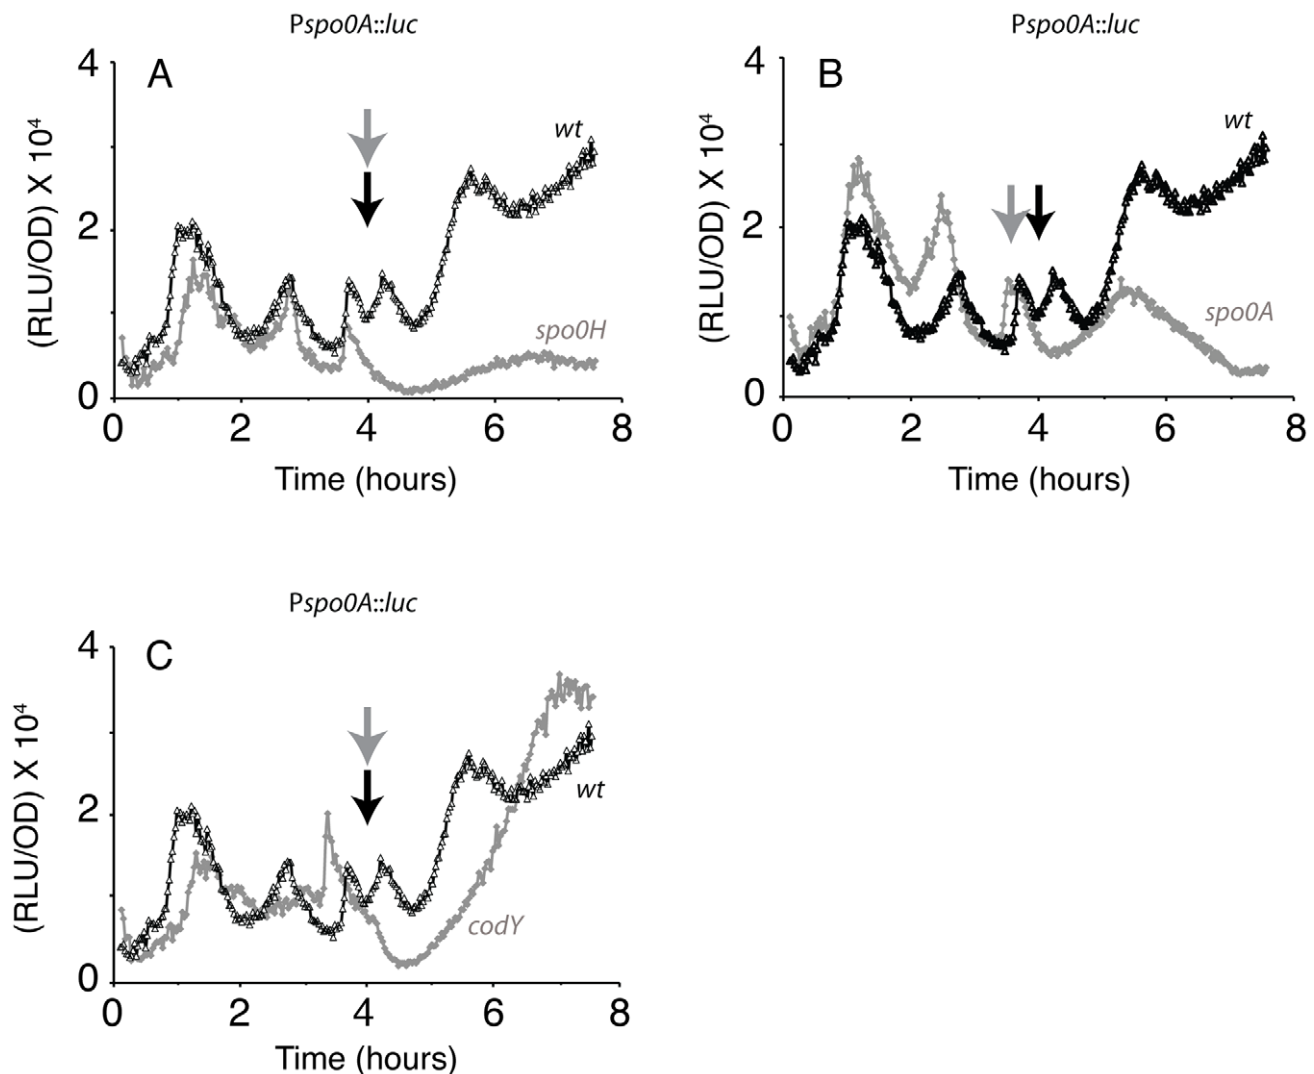 Pspo0A::luc
A
(RLU/OD) X 10⁴
4
2
0
wt
spo0H
0 2 4 6 8
Time (hours)
Pspo0A::luc
B
(RLU/OD) X 10⁴
4
2
0
wt
spo0A
0 2 4 6 8
Time (hours)
Pspo0A::luc
C
(RLU/OD) X 10⁴
4
2
0
wt
codY
0 2 4 6 8
Time (hours)